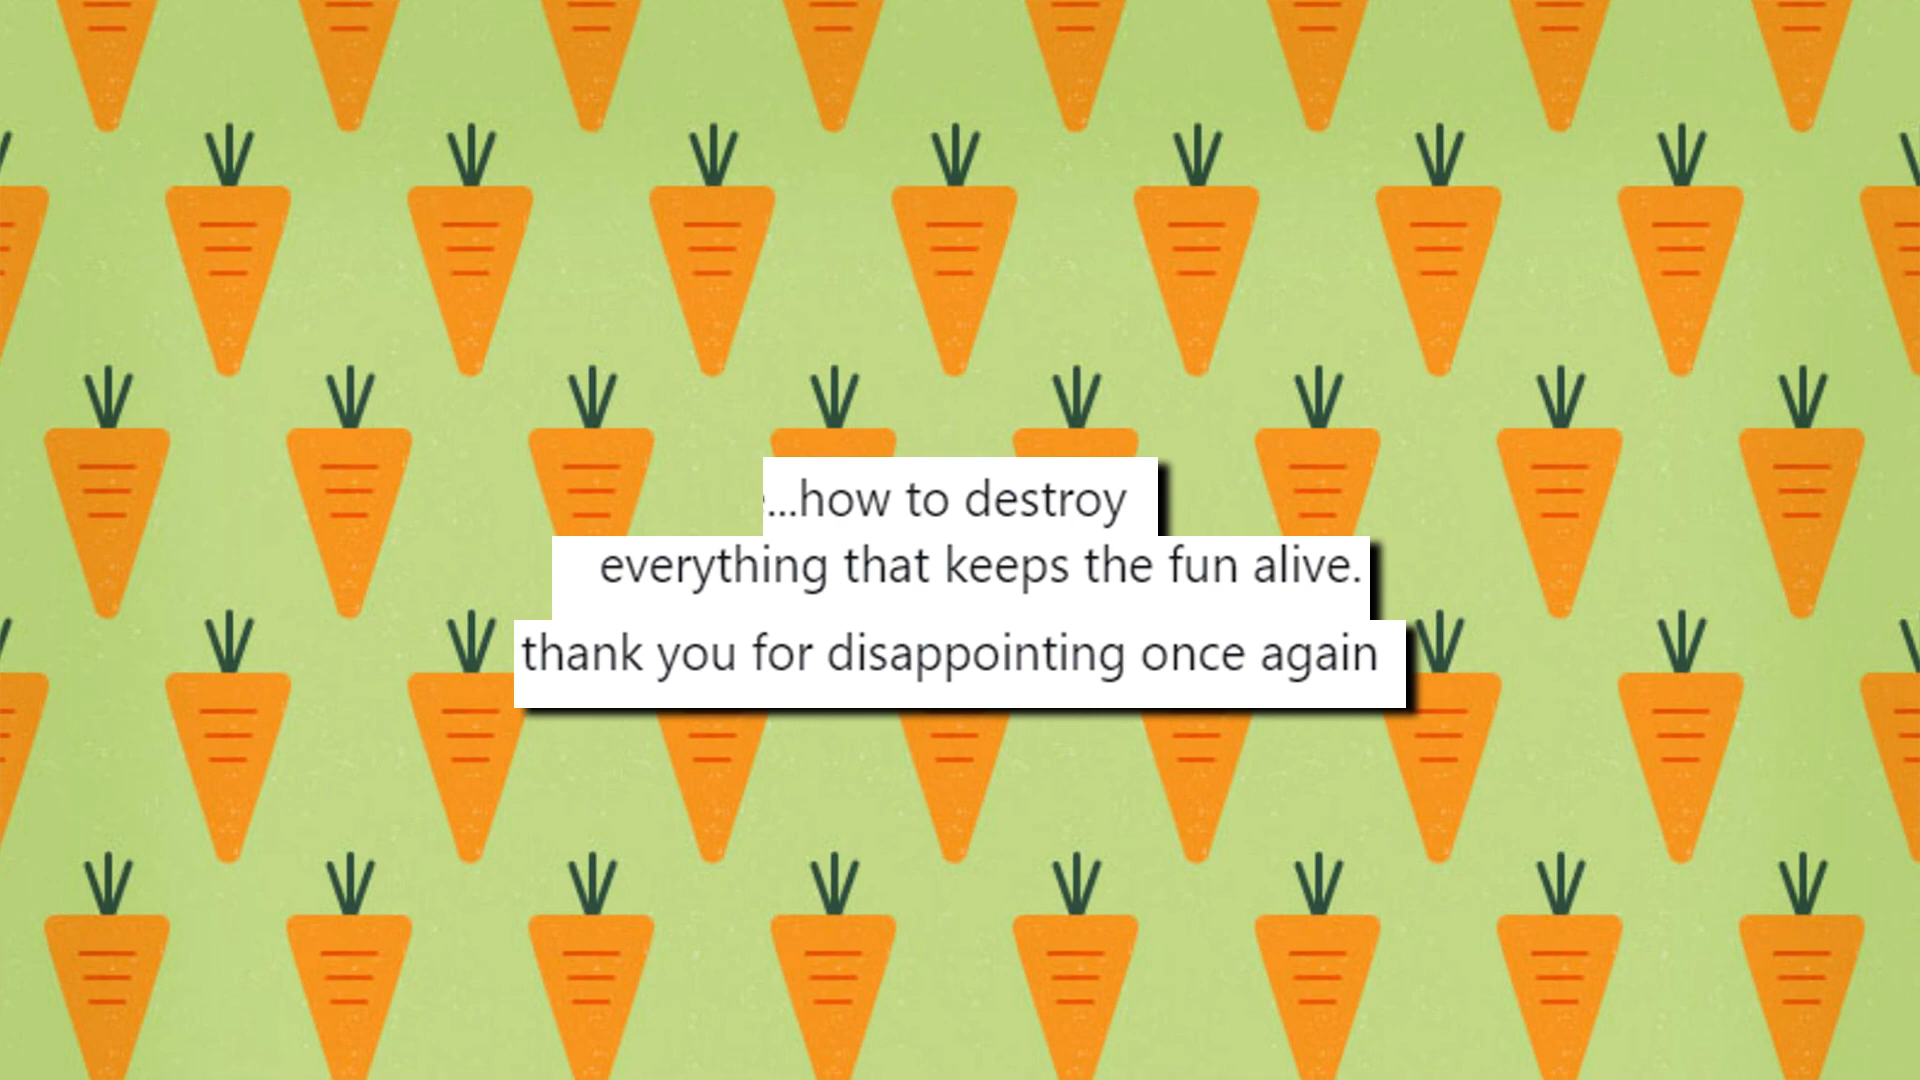 ...how to destroy
everything that keeps the fun alive.
thank you for disappointing once again